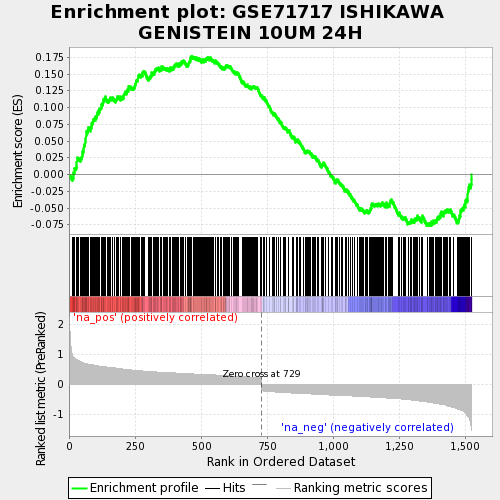 Enrichment plot: GSE71717 ISHIKAWA
GENISTEIN 10UM 24H
Enrichment score (ES)
0.175
0.150
0.125
0.100
0.075
0.050
0.025
0.000
-0.025
-0.050
-0.075
'na_pos' (positively correlated)
Ranked list metric (PreRanked)
2
1
0
-1
Zero cross at 729
'na_neg' (negatively correlated)
0
250
500
750
1,000
1,250
1,500
Rank in Ordered Dataset
Enrichment profile
Hits
Ranking metric scores